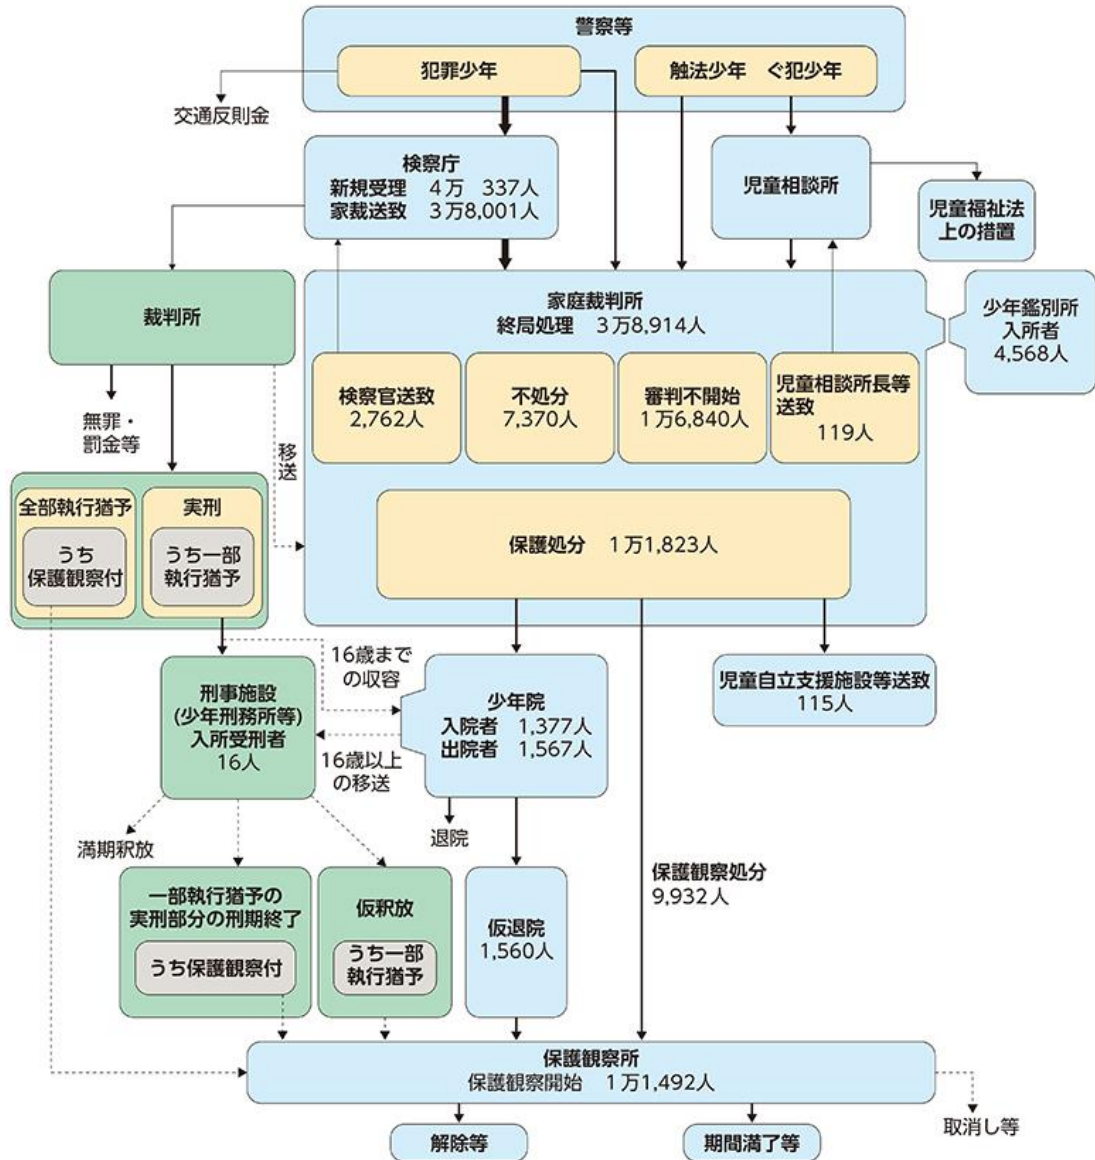 警察等
犯罪少年
触法少年 ぐ犯少年
交通反則金
検察庁
新規受理 4万 337人
家裁送致 3万8,001人
児童相談所
児童福祉法
上の措置
裁判所
家庭裁判所
終局処理 3万8,914人
少年鑑別所
入所者
4,568人
検察官送致
2,762人
不処分
7,370人
審判不開始
1万6,840人
児童相談所長等
送致
119人
無罪・
罰金等
移送
全部執行猶予
うち
保護観察付
実刑
うち一部
執行猶予
保護処分 1万1,823人
16歳まで
の収容
刑事施設
(少年刑務所等)
入所受刑者
16人
少年院
入院者 1,377人
出院者 1,567人
児童自立支援施設等送致
115人
16歳以上
の移送
満期釈放
退院
一部執行猶予の
実刑部分の刑期終了
うち保護観察付
仮釈放
うち一部
執行猶予
仮退院
1,560人
保護観察処分
9,932人
保護観察所
保護観察開始 1万1,492人
取消し等
解除等
期間満了等